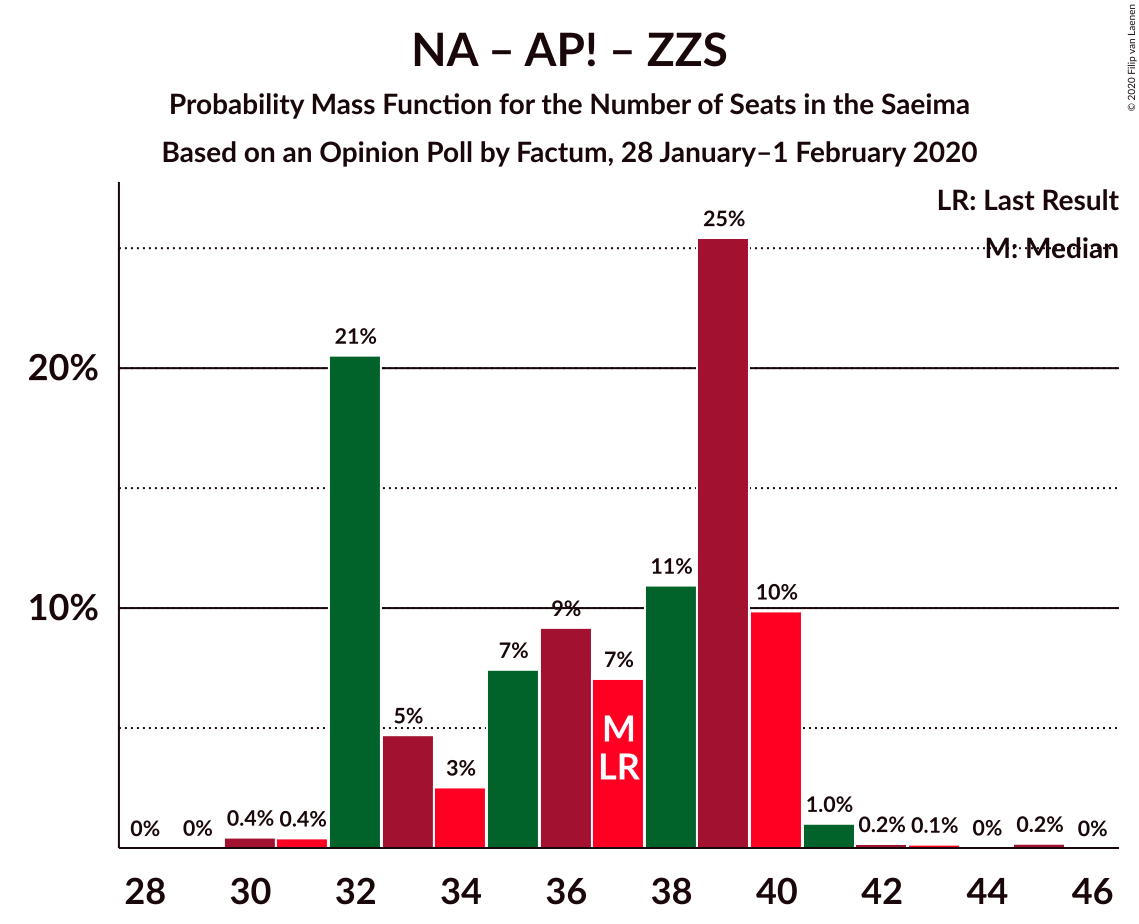 NA – AP! – ZZS
Probability Mass Function for the Number of Seats in the Saeima
Based on an Opinion Poll by Factum, 28 January–1 February 2020
© 2020 Filip van Laenen
LR: Last Result
M: Median
20%
10%
0%
0%
0.4%
0.4%
21%
5%
3%
7%
9%
7%
11%
25%
10%
1.0%
0.2%
0.1%
0%
0.2%
0%
M
LR
28 30 32 34 36 38 40 42 44 46